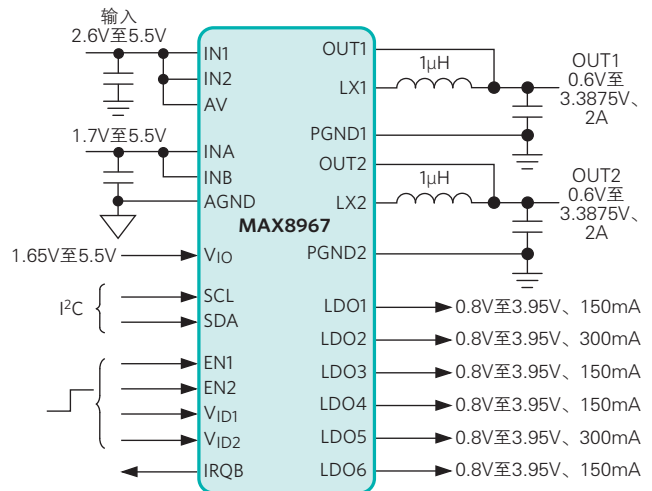 输入
2.6V至5.5V
IN1
IN2
AV
1.7V至5.5V
INA
INB
AGND
MAX8967
1.65V至5.5V
VIO
I²C
SCL
SDA
EN1
EN2
VID1
VID2
IRQB
OUT1
1μH
LX1
OUT1
0.6V至
3.3875V、
2A
PGND1
OUT2
1μH
LX2
OUT2
0.6V至
3.3875V、
2A
PGND2
LDO1
0.8V至3.95V、150mA
LDO2
0.8V至3.95V、300mA
LDO3
0.8V至3.95V、150mA
LDO4
0.8V至3.95V、150mA
LDO5
0.8V至3.95V、300mA
LDO6
0.8V至3.95V、150mA